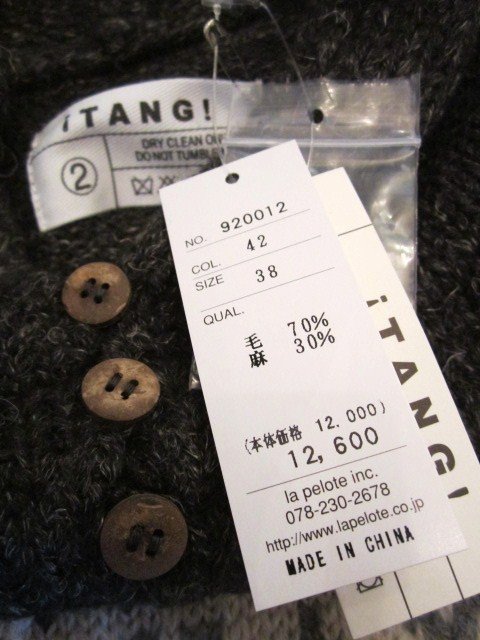 ¡TANG!
②
DRY CLEAN
DO NOT TUMBLE
NO. 920012
COL. 42
SIZE 38
QUAL.
毛 70%
麻 30%
(本体価格 12,000)
12,600
la pelote inc.
078-230-2678
http://www.lapelote.co.jp
MADE IN CHINA
¡TANG!